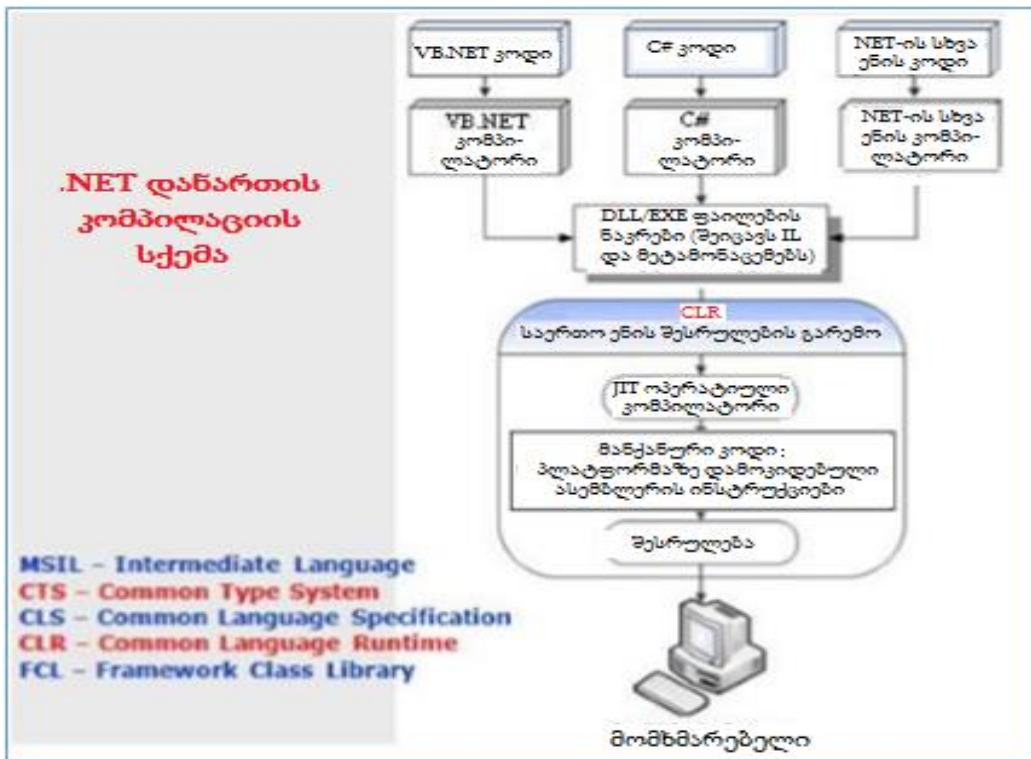 VB.NET კოდი
C# კოდი
NET-ის სხვა
ენის კოდი
VB.NET
კომპი-
ლატორი
C#
კომპი-
ლატორი
NET-ის სხვა
ენის კომპი-
ლატორი
.NET დანართის
კომპილაციის
სქემა
DLL/EXE ფაილების
ნაკრები (შეიცავს IL
და მეტამონაცემებს)
CLR
საერთო ენის შესრულების გარემო
JIT ოპერატიული
კომპილატორი
მანქანური კოდი :
პლატფორმაზე დამოკიდებული
ასემბლერის ინსტრუქციები
შესრულება
MSIL – Intermediate Language
CTS – Common Type System
CLS – Common Language Specification
CLR – Common Language Runtime
FCL – Framework Class Library
მომხმარებელი